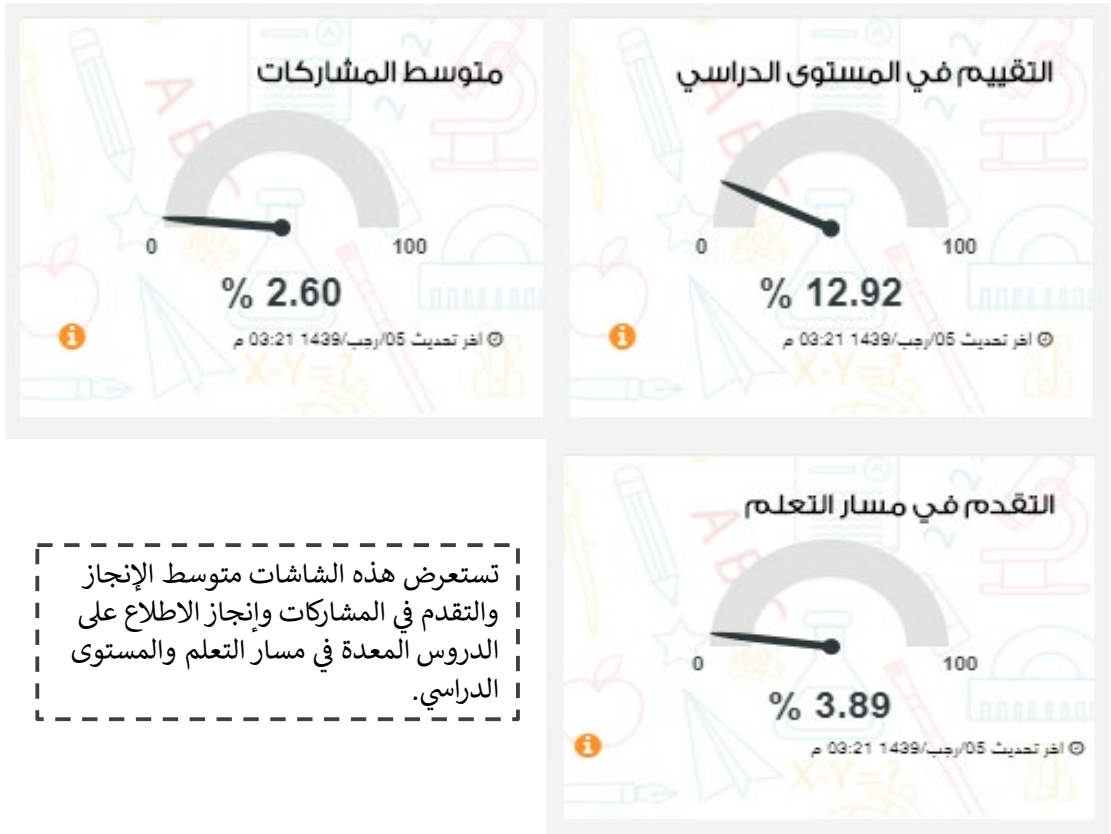 التقييم في المستوى الدراسي
0
100
% 12.92
اخر تحديث 05/رجب/1439 03:21 م
متوسط المشاركات
0
100
% 2.60
اخر تحديث 05/رجب/1439 03:21 م
التقدم في مسار التعلم
0
100
% 3.89
اخر تحديث 05/رجب/1439 03:21 م
تستعرض هذه الشاشات متوسط الإنجاز
والتقدم في المشاركات وإنجاز الاطلاع على
الدروس المعدة في مسار التعلم والمستوى
الدراسي.